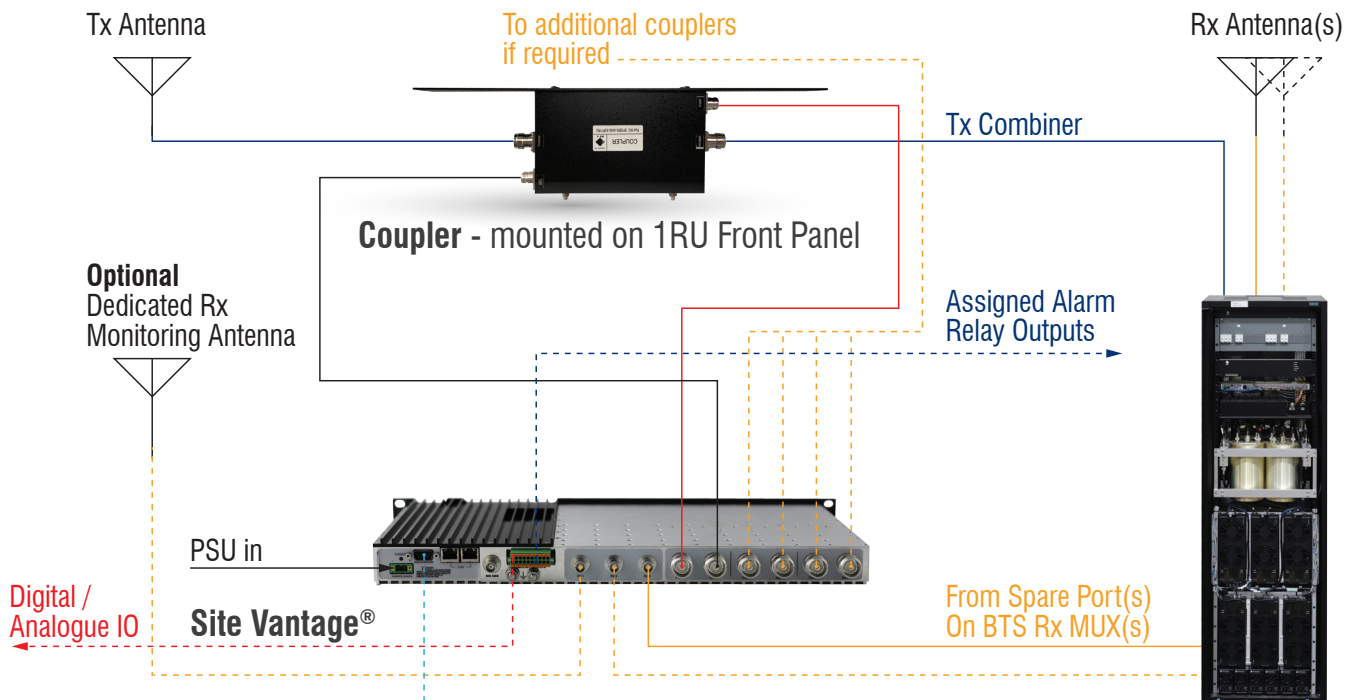 Tx Antenna
To additional couplers
if required
Rx Antenna(s)
COUPLER
Tx Combiner
Coupler - mounted on 1RU Front Panel
Optional
Dedicated Rx
Monitoring Antenna
Assigned Alarm
Relay Outputs
PSU in
Digital /
Analogue IO
Site Vantage®
From Spare Port(s)
On BTS Rx MUX(s)